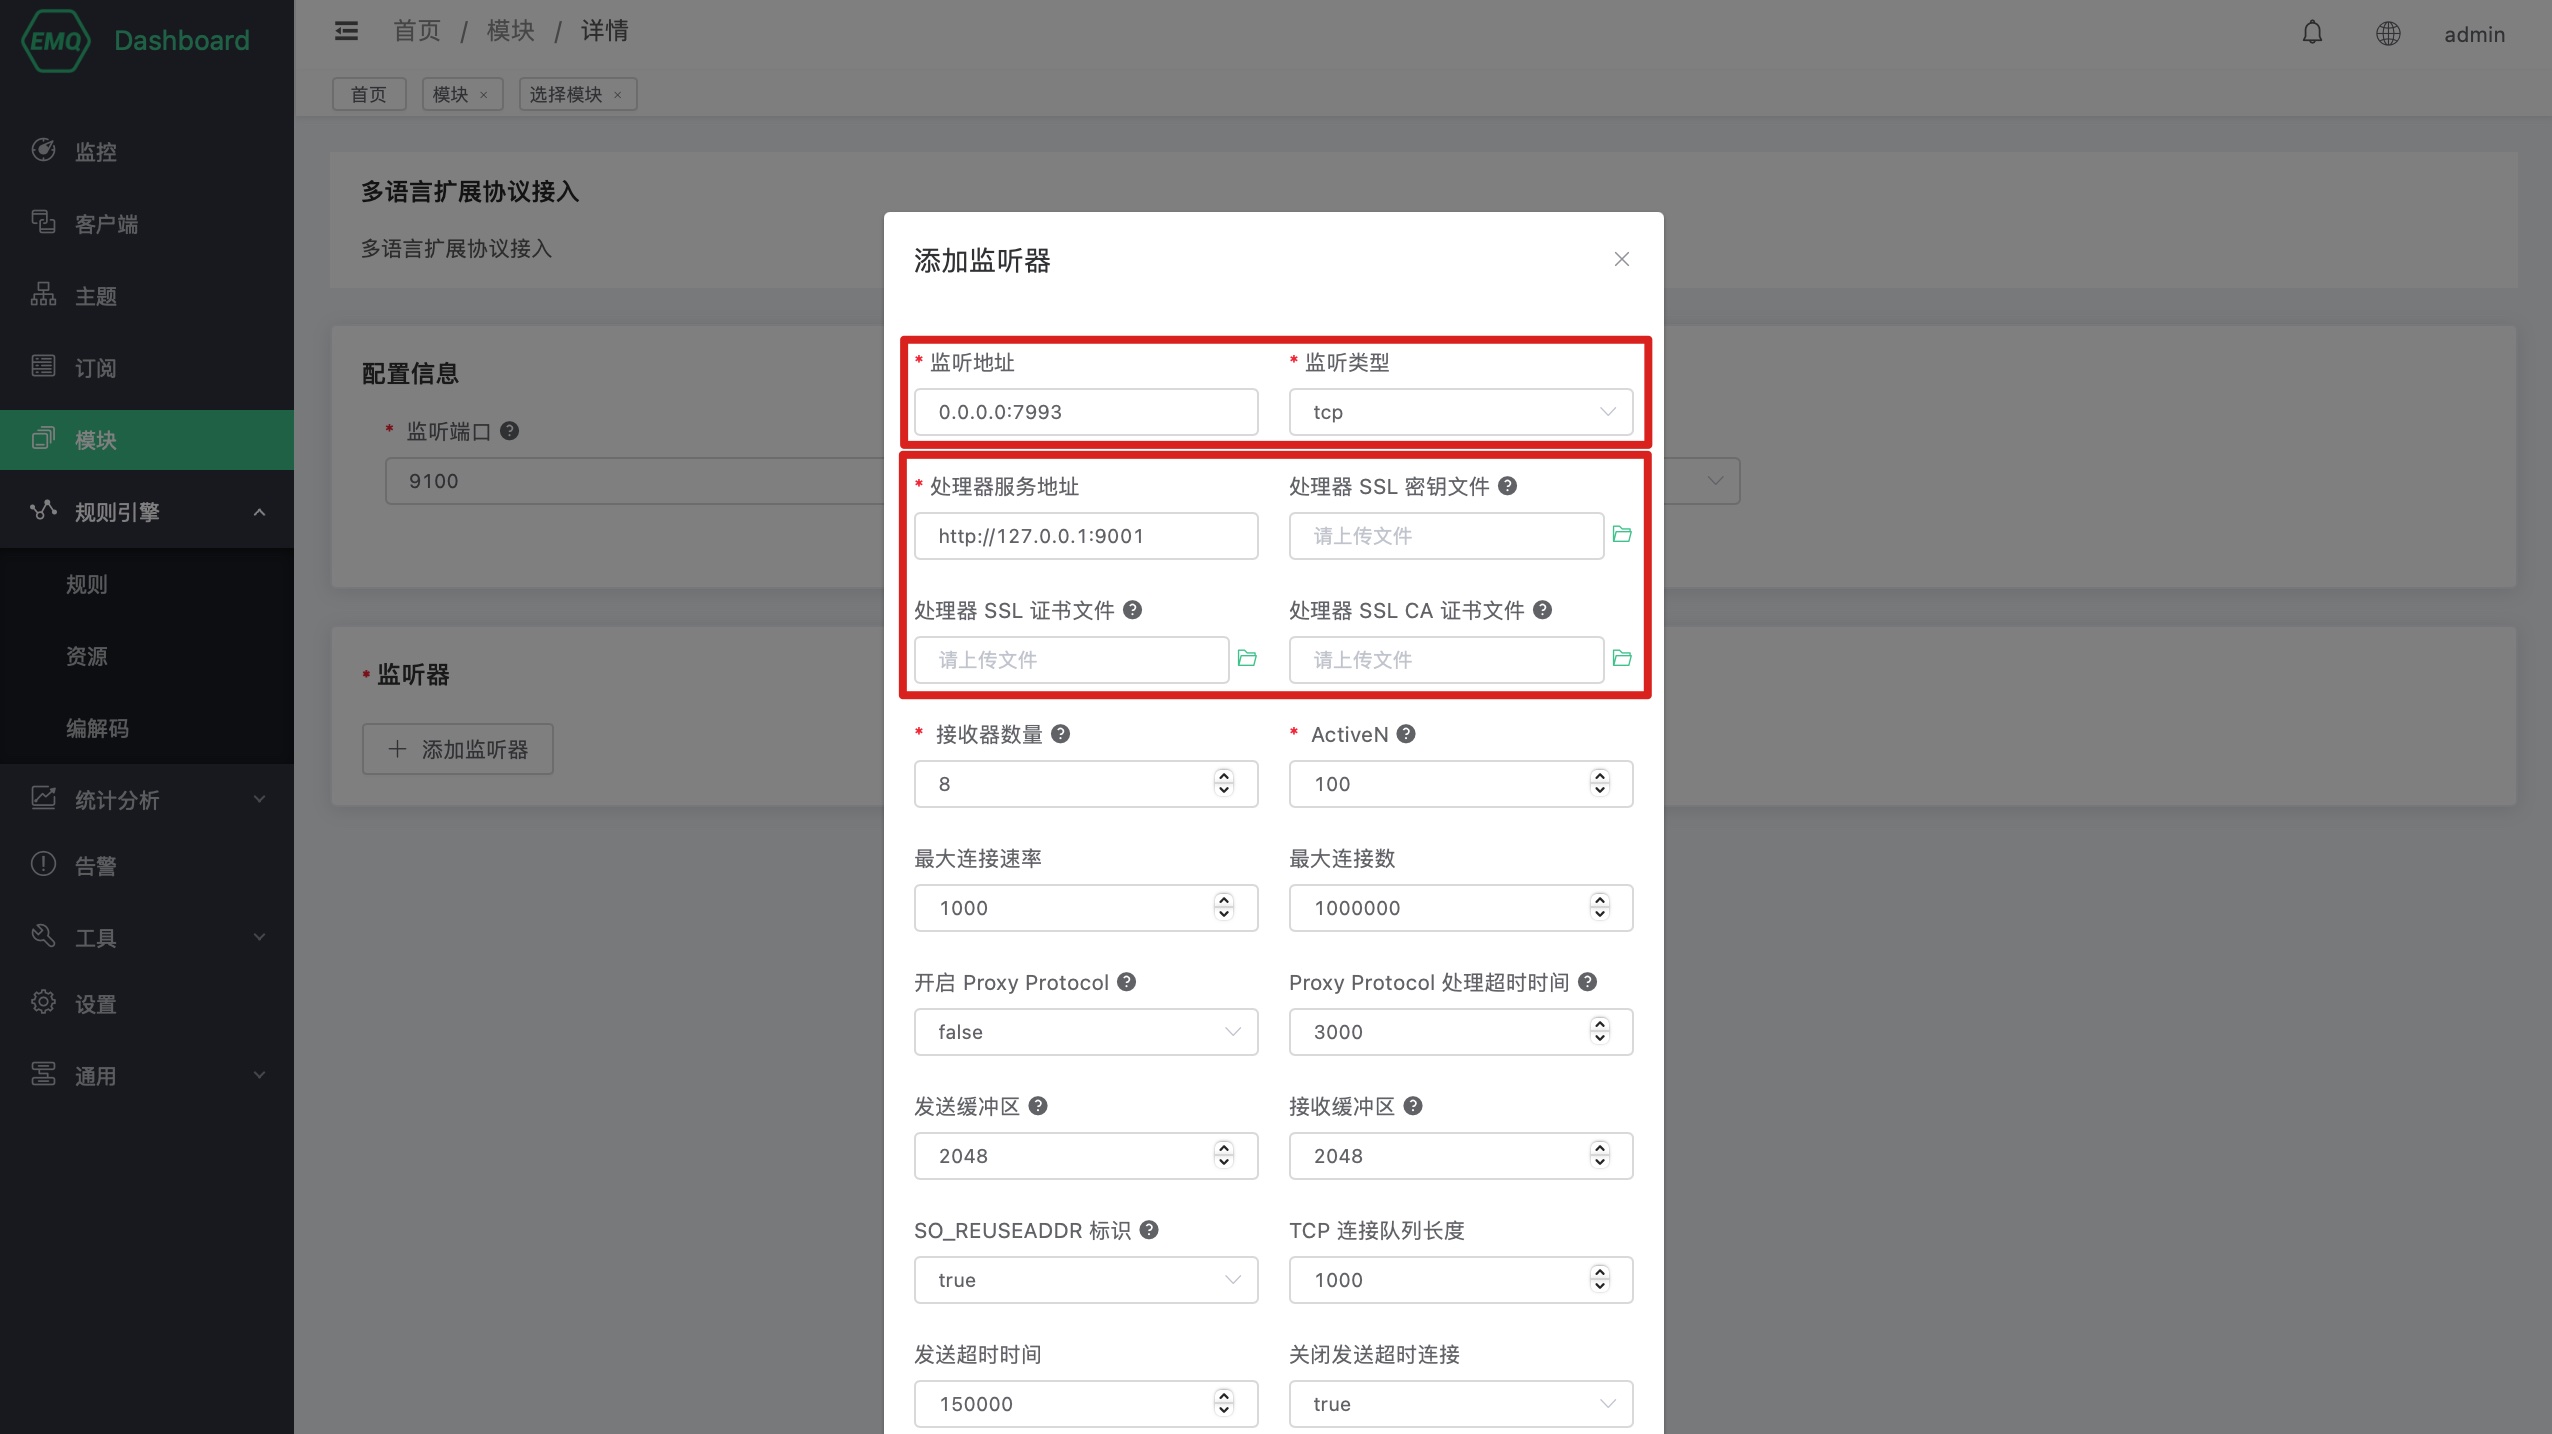 EMQ Dashboard
首页 / 模块 / 详情
admin
首页
模块 ×
选择模块 ×
监控
客户端
主题
订阅
模块
规则引擎
规则
资源
编解码
统计分析
告警
工具
设置
通用
多语言扩展协议接入
多语言扩展协议接入
配置信息
* 监听端口 ?
9100
* 监听器
+ 添加监听器
添加监听器 ×
* 监听地址
* 监听类型
0.0.0.0:7993
tcp
* 处理器服务地址
处理器 SSL 密钥文件 ?
http://127.0.0.1:9001
请上传文件
处理器 SSL 证书文件 ?
处理器 SSL CA 证书文件 ?
请上传文件
请上传文件
* 接收器数量 ?
* ActiveN ?
8
100
最大连接速率
最大连接数
1000
1000000
开启 Proxy Protocol ?
Proxy Protocol 处理超时时间 ?
false
3000
发送缓冲区 ?
接收缓冲区 ?
2048
2048
SO_REUSEADDR 标识 ?
TCP 连接队列长度
true
1000
发送超时时间
关闭发送超时连接
150000
true